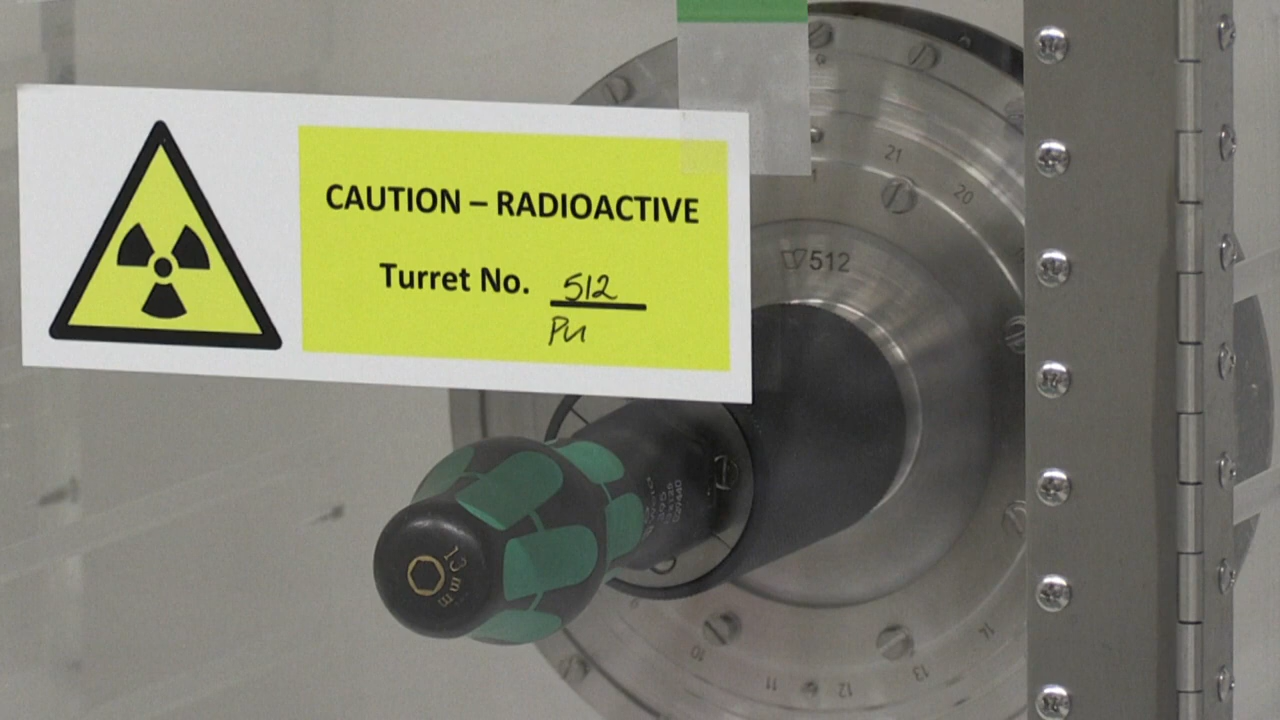 CAUTION – RADIOACTIVE
Turret No. 512
Pu
21
20
512
13
mm
14
10
13
12
11